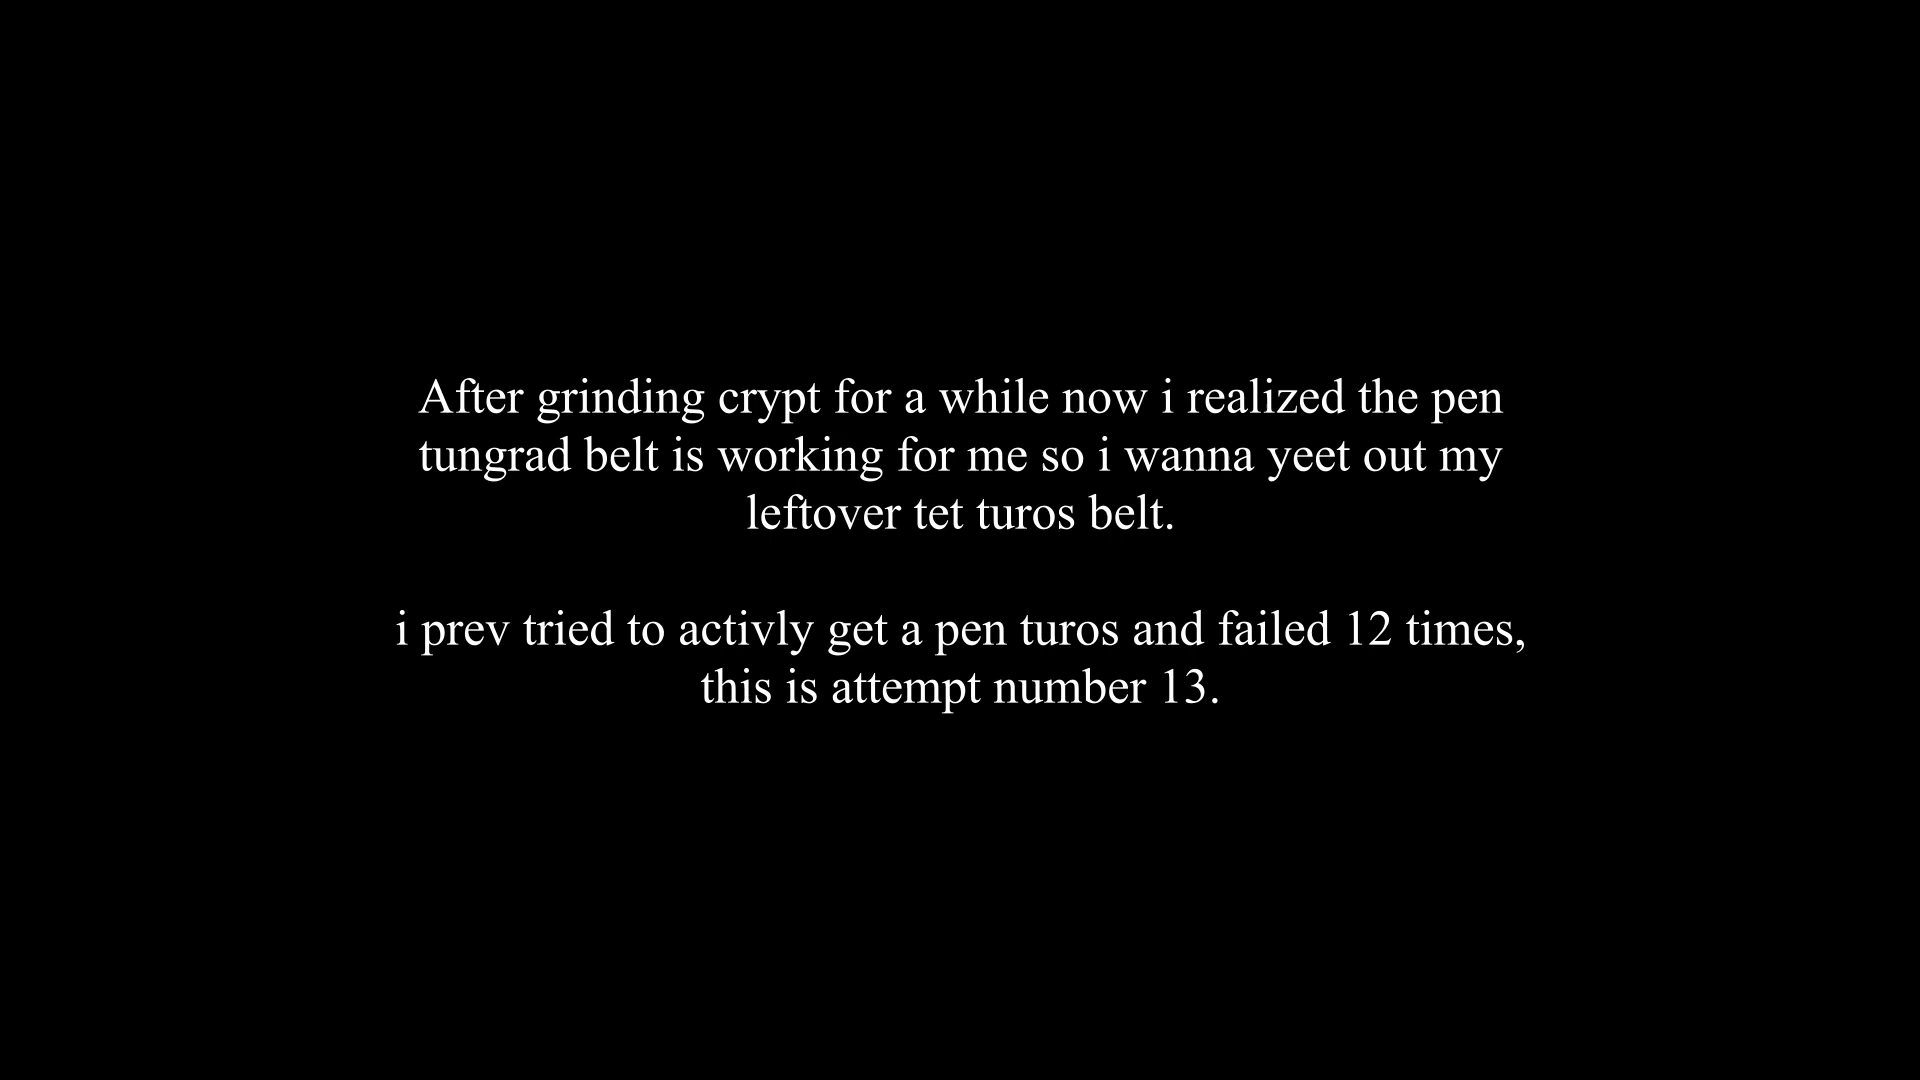 After grinding crypt for a while now i realized the pen
tungrad belt is working for me so i wanna yeet out my
leftover tet turos belt.
i prev tried to activly get a pen turos and failed 12 times,
this is attempt number 13.